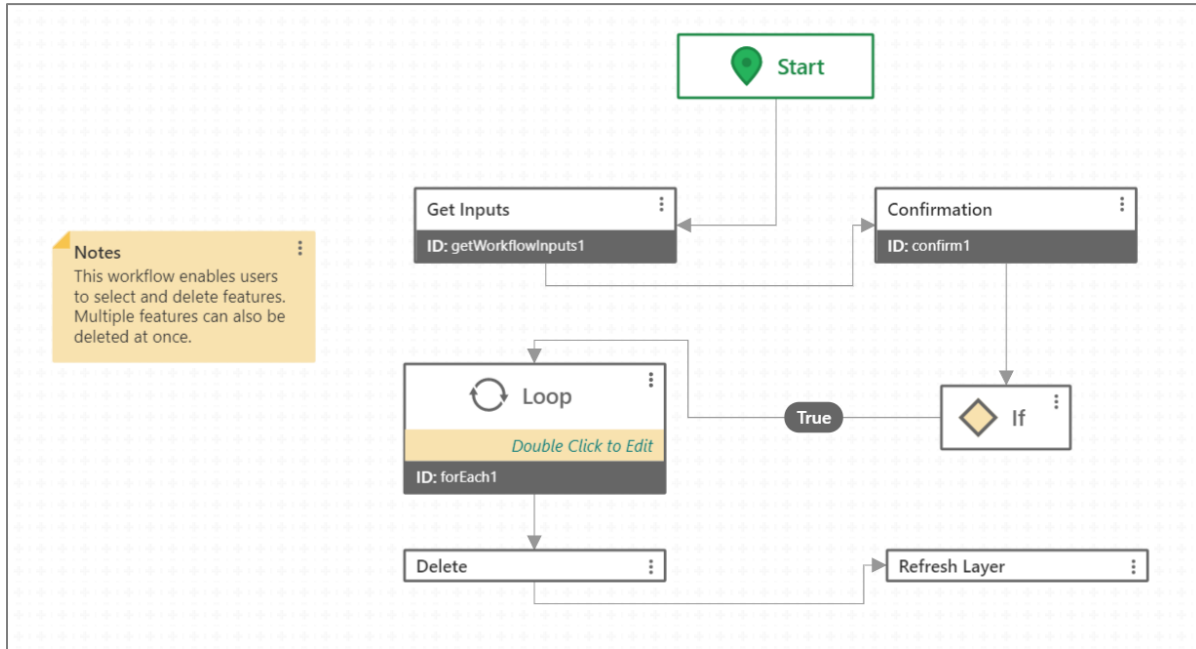 Start
Get Inputs
ID: getWorkflowInputs1
Confirmation
ID: confirm1
Notes
This workflow enables users
to select and delete features.
Multiple features can also be
deleted at once.
Loop
Double Click to Edit
ID: forEach1
True
If
Delete
Refresh Layer